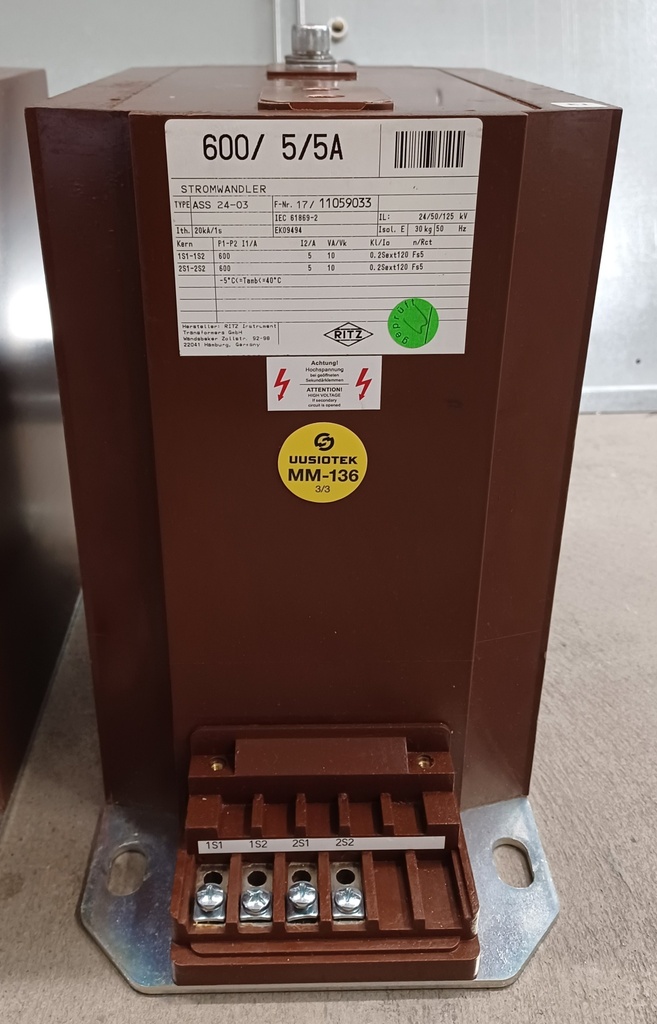 600/ 5/5A
STROMWANDLER
TYPE ASS 24-03 F-Nr. 17/ 11059033
IEC 61869-2 IL: 24/50/125 kV
Ith. 20kA/1s EK09494 Isol. E 30 kg 50 Hz
Kern P1-P2 I1/A I2/A VA/Vk Kl/Io n/Rct
1S1-1S2 600 5 10 0.2Sext120 Fs5
2S1-2S2 600 5 10 0.2Sext120 Fs5
-5°C<=Tamb<=40°C
Hersteller: RITZ Instrument
Transformers GmbH
Wandsbeker Zollstr. 92-98
22041 Hamburg, Germany
RITZ
geprüft
Achtung!
Hochspannung
bei geöffneten
Sekundärklemmen
ATTENTION!
HIGH VOLTAGE
if secondary
circuit is opened
UUSIOTEK
MM-136
3/3
1S1 1S2 2S1 2S2